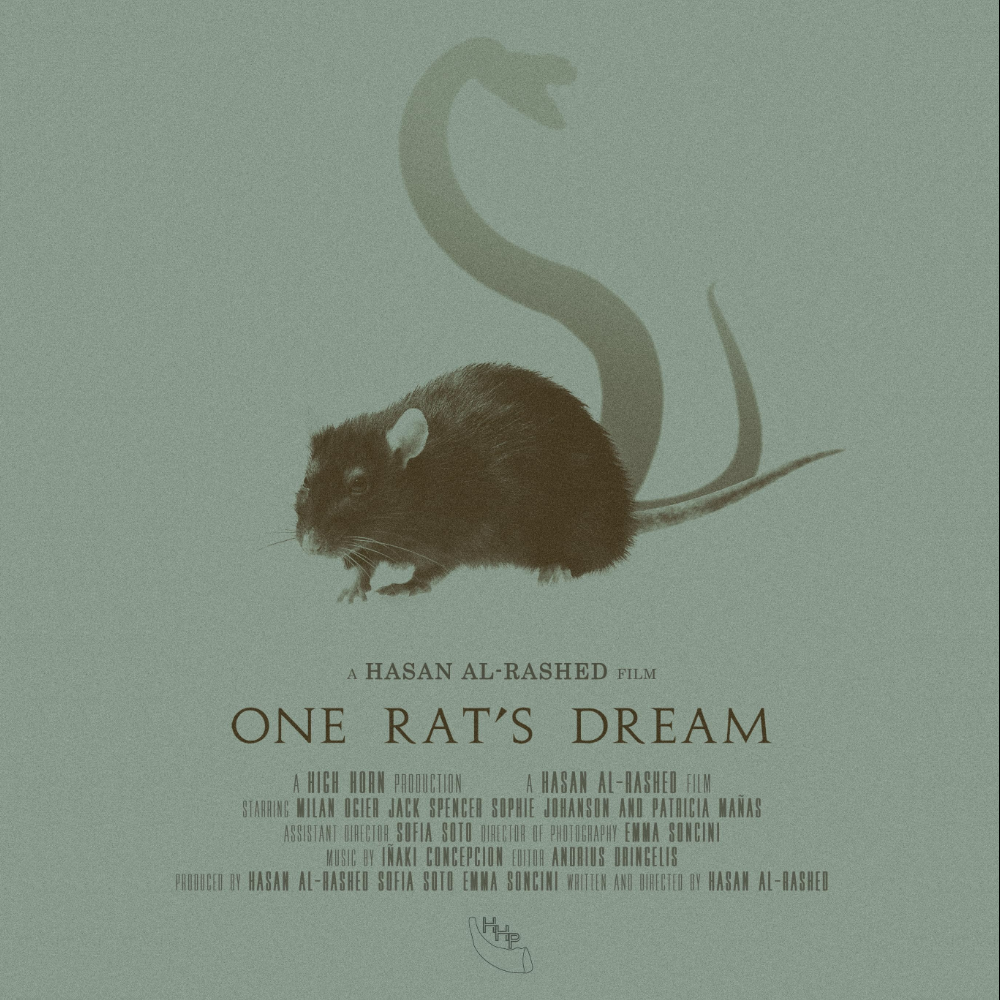 A HASAN AL-RASHED FILM
ONE RAT'S DREAM
A HIGH HORN PRODUCTION A HASAN AL-RASHED FILM
STARRING MILAN OGIER JACK SPENCER SOPHIE JOHANSON AND PATRICIA MAÑAS
ASSISTANT DIRECTOR SOFIA SOTO DIRECTOR OF PHOTOGRAPHY EMMA SONCINI
MUSIC BY IÑAKI CONCEPCION EDITOR ANDRIUS DRINGELIS
PRODUCED BY HASAN AL-RASHED SOFIA SOTO EMMA SONCINI WRITTEN AND DIRECTED BY HASAN AL-RASHED
HHP